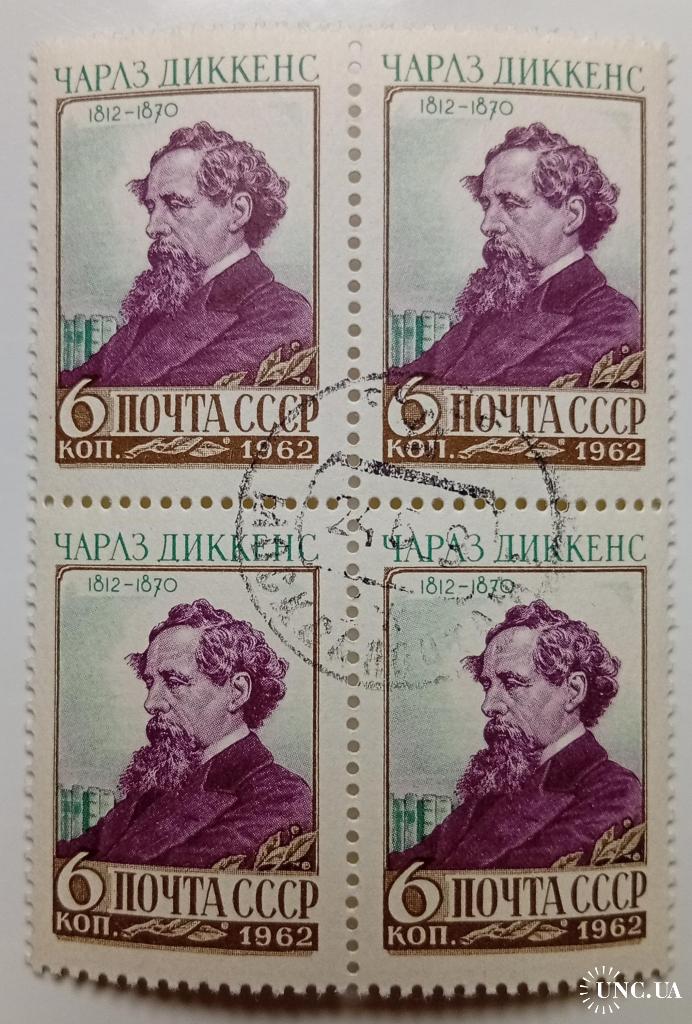 ЧАРЛЗ ДИККЕНС
1812-1870
6 ПОЧТА СССР
КОП. 1962
ЧАРЛЗ ДИККЕНС
1812-1870
6 ПОЧТА СССР
КОП. 1962
ЧАРЛЗ ДИККЕНС
1812-1870
6 ПОЧТА СССР
КОП. 1962
ЧАРЛЗ ДИККЕНС
1812-1870
6 ПОЧТА СССР
КОП. 1962
UNC.UA